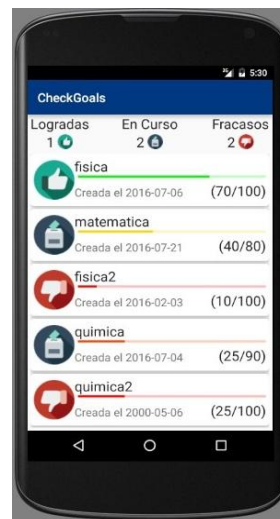 5:30
CheckGoals
Logradas En Curso Fracasos
1 2 2
fisica
Creada el 2016-07-06 (70/100)
matematica
Creada el 2016-07-21 (40/80)
fisica2
Creada el 2016-02-03 (10/100)
quimica
Creada el 2016-07-04 (25/90)
quimica2
Creada el 2000-05-06 (25/100)